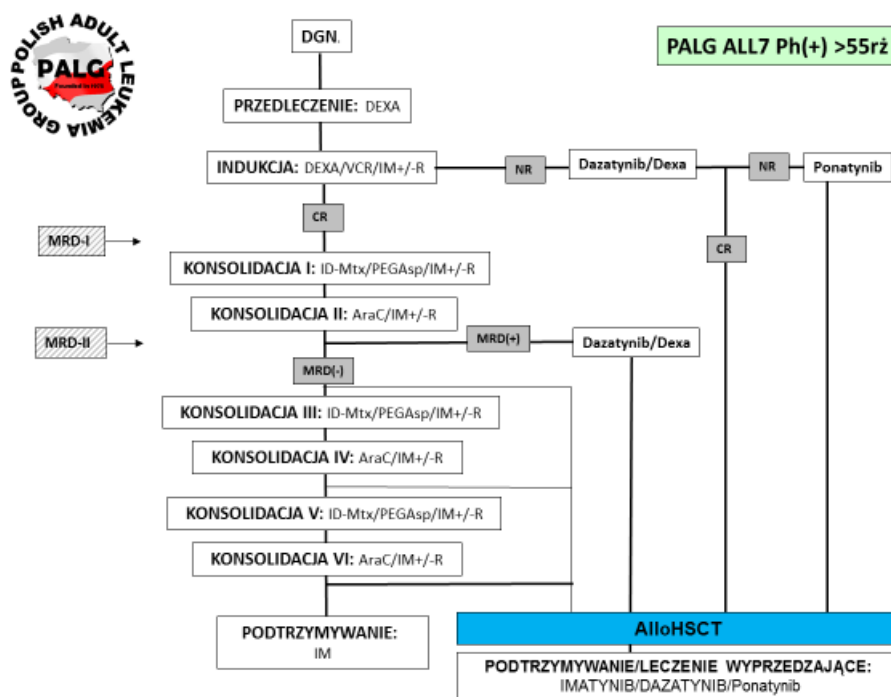 POLISH ADULT LEUKEMIA GROUP
PALG
DGN.
PALG ALL7 Ph(+) >55rż
PRZEDLECZENIE: DEXA
INDUKCJA: DEXA/VCR/IM+/-R
NR
Dazatynib/Dexa
NR
Ponatynib
CR
CR
MRD-I
KONSOLIDACJA I: ID-Mtx/PEGAsp/IM+/-R
KONSOLIDACJA II: AraC/IM+/-R
MRD-II
MRD(+)
Dazatynib/Dexa
MRD(-)
KONSOLIDACJA III: ID-Mtx/PEGAsp/IM+/-R
KONSOLIDACJA IV: AraC/IM+/-R
KONSOLIDACJA V: ID-Mtx/PEGAsp/IM+/-R
KONSOLIDACJA VI: AraC/IM+/-R
PODTRZYMYWANIE:
IM
AlloHSCT
PODTRZYMYWANIE/LECZENIE WYPRZEDZAJĄCE:
IMATYNIB/DAZATYNIB/Ponatynib